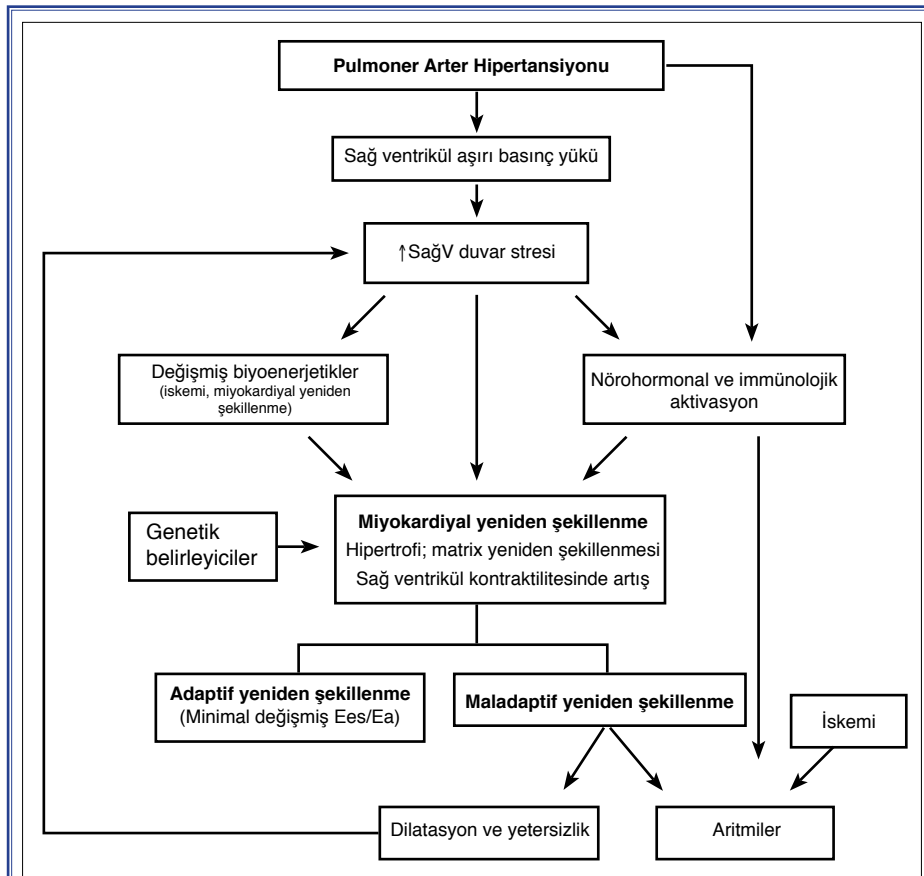 Pulmoner Arter Hipertansiyonu
Sağ ventrikül aşırı basınç yükü
↑SağV duvar stresi
Değişmiş biyoenerjetikler
(iskemi, miyokardiyal yeniden
şekillenme)
Nörohormonal ve immünolojik
aktivasyon
Genetik
belirleyiciler
Miyokardiyal yeniden şekillenme
Hipertrofi; matrix yeniden şekillenmesi
Sağ ventrikül kontraktilitesinde artış
Adaptif yeniden şekillenme
(Minimal değişmiş Ees/Ea)
Maladaptif yeniden şekillenme
İskemi
Dilatasyon ve yetersizlik
Aritmiler